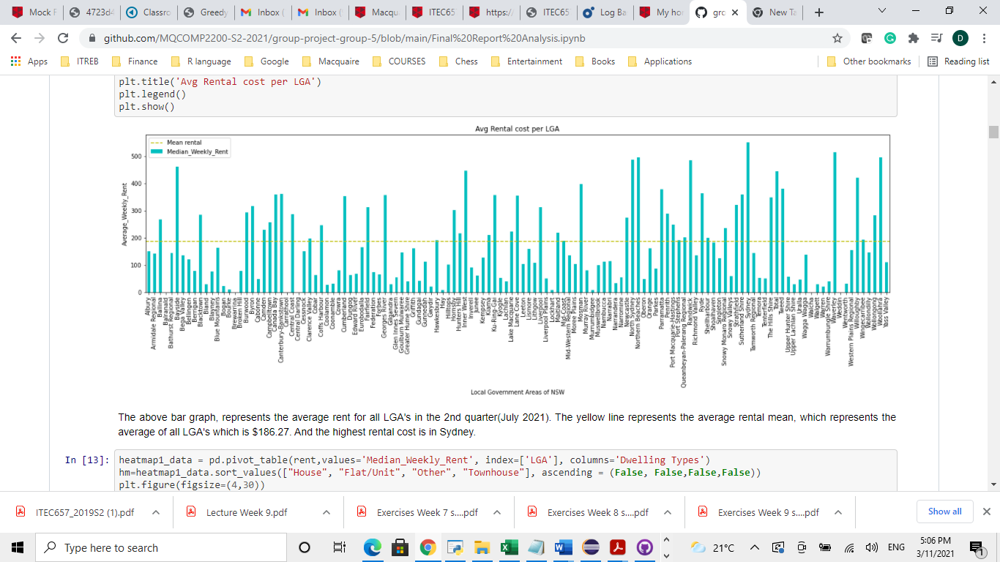 Mock F
4723d4
Classro
Greedy
Inbox (
Inbox (
Macqu
ITEC65
https:/
ITEC65
Log Ba
My ho
grc
New Ta
github.com/MQCOMP2200-S2-2021/group-project-group-5/blob/main/Final%20Report%20Analysis.ipynb
D
Apps
ITREB
Finance
R language
Google
Macquaire
COURSES
Chess
Entertainment
Books
Applications
Other bookmarks
Reading list
plt.title('Avg Rental cost per LGA')
plt.legend()
plt.show()
Avg Rental cost per LGA
Mean rental
Median_Weekly_Rent
Average_Weekly_Rent
500
400
300
200
100
0
Albury
Armidale Regional
Ballina
Balranald
Bathurst Regional
Bayside
Bega Valley
Bellingen
Berrigan
Blacktown
Bland
Blayney
Blue Mountains
Bogan
Bourke
Brewarrina
Broken Hill
Burwood
Byron
Cabonne
Camden
Campbelltown
Canada Bay
Canterbury-Bankstown
Carrathool
Central Coast
Central Darling
Cessnock
Clarence Valley
Cobar
Coffs Harbour
Coolamon
Coonamble
Cowra
Cumberland
Dungog
Edward River
Eurobodalla
Fairfield
Federation
Forbes
Georges River
Gilgandra
Glen Innes Severn
Goulburn Mulwaree
Greater Hume Shire
Griffith
Gundagai
Gunnedah
Gwydir
Hawkesbury
Hay
Hilltops
Hornsby
Hunters Hill
Inner West
Inverell
Junee
Kempsey
Kiama
Ku-Ring-Gai
Kyogle
Lachlan
Lake Macquarie
Lane Cove
Leeton
Lismore
Lithgow
Liverpool
Liverpool Plains
Lockhart
Maitland
Mid-Coast
Mid-Western Regional
Moree Plains
Mosman
Murray River
Murrumbidgee
Muswellbrook
Nambucca
Narrabri
Narrandera
Narromine
Newcastle
North Sydney
Northern Beaches
Oberon
Orange
Parkes
Parramatta
Penrith
Port Macquarie-Hastings
Port Stephens
Queanbeyan-Palerang Regional
Randwick
Richmond Valley
Ryde
Shellharbour
Shoalhaven
Singleton
Snowy Monaro Regional
Snowy Valleys
Strathfield
Sutherland Shire
Sydney
Tamworth Regional
Temora
Tenterfield
The Hills Shire
Total
Tweed
Upper Hunter Shire
Upper Lachlan Shire
Uralla
Wagga Wagga
Walcha
Walgett
Warren
Warrumbungle Shire
Waverley
Weddin
Wentworth
Western Plains Regional
Willoughby
Wingecarribee
Wollondilly
Wollongong
Woollahra
Yass Valley
Local Government Areas of NSW
The above bar graph, represents the average rent for all LGA's in the 2nd quarter(July 2021). The yellow line represents the average rental mean, which represents the
average of all LGA's which is $186.27. And the highest rental cost is in Sydney.
In [13]:
heatmap1_data = pd.pivot_table(rent,values='Median_Weekly_Rent', index=['LGA'], columns='Dwelling Types')
hm=heatmap1_data.sort_values(["House", "Flat/Unit", "Other", "Townhouse"], ascending = (False, False,False,False))
plt.figure(figsize=(4,30))
ITEC657_2019S2 (1).pdf
Lecture Week 9.pdf
Exercises Week 7 s....pdf
Exercises Week 8 s....pdf
Exercises Week 9 s....pdf
Show all
Type here to search
21°C
ENG
5:06 PM
3/11/2021
1